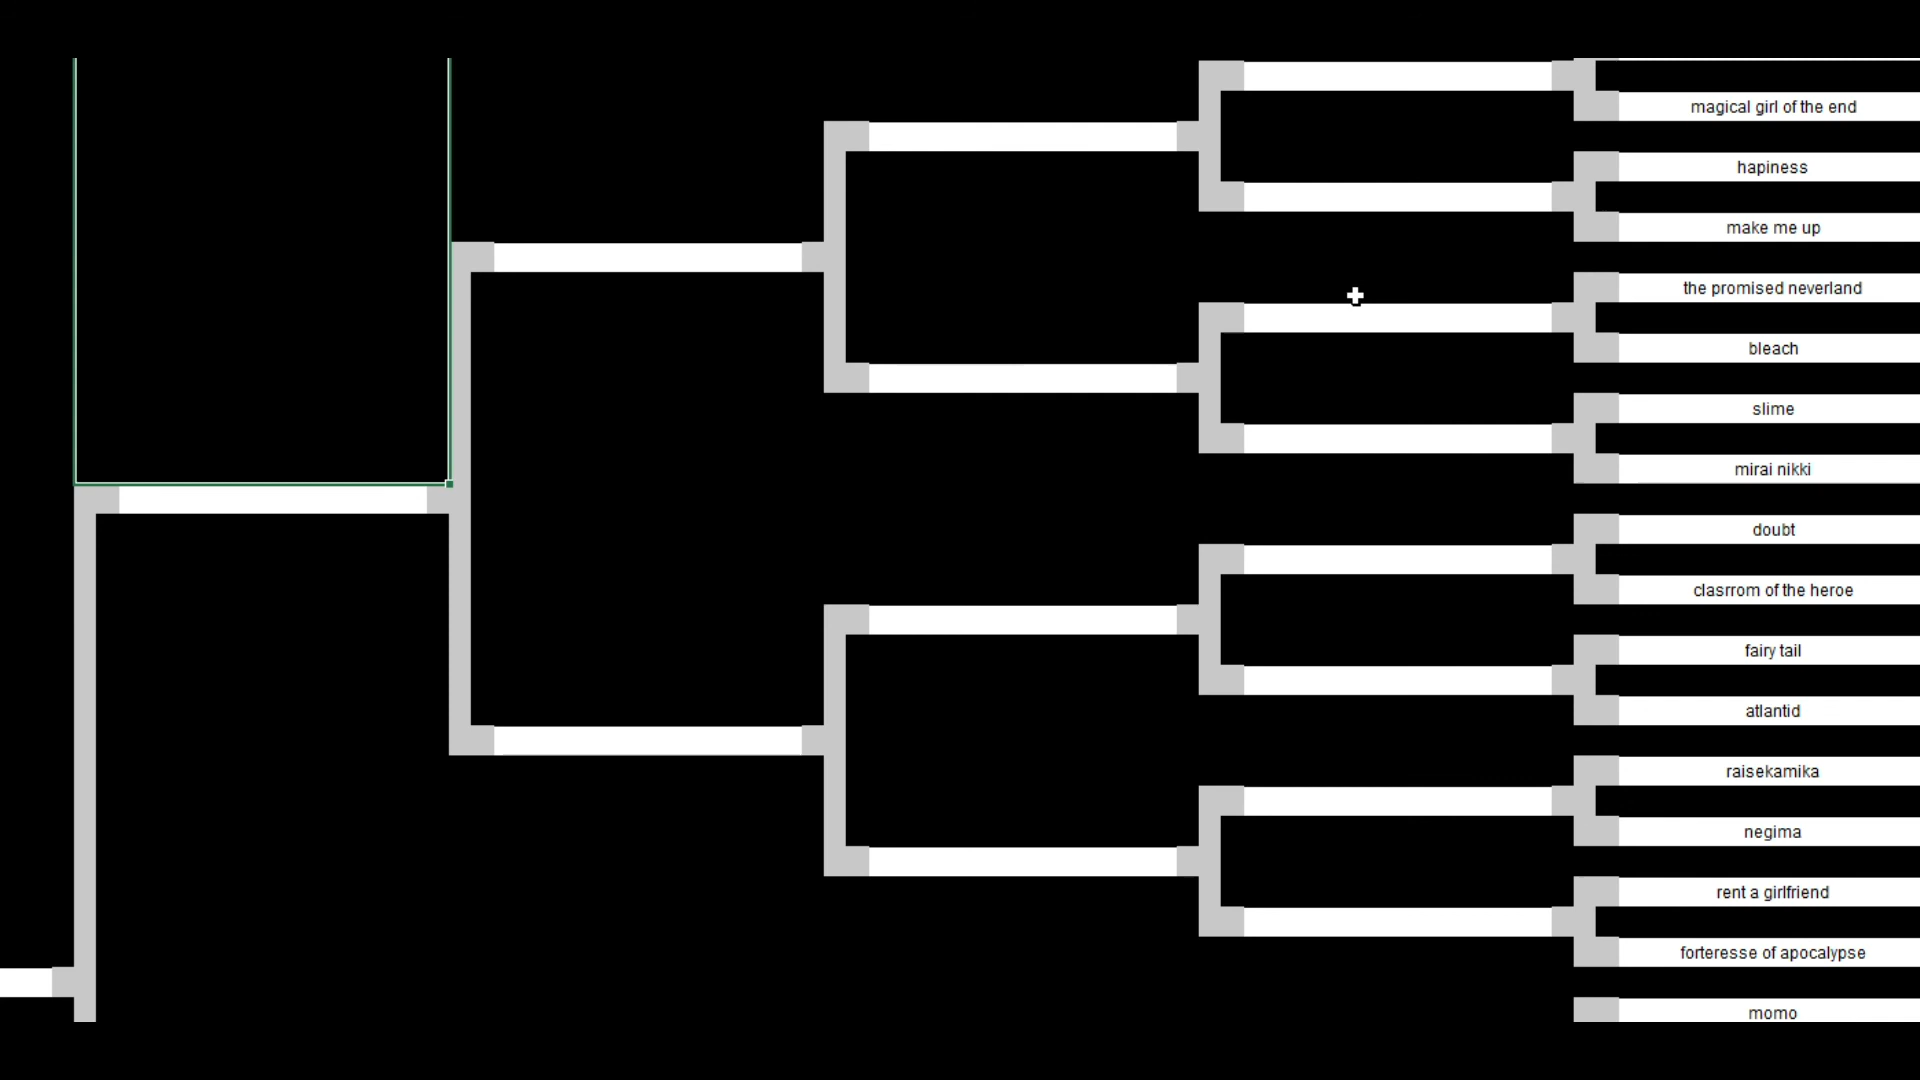 magical girl of the end
hapiness
make me up
the promised neverland
bleach
slime
mirai nikki
doubt
clasrrom of the heroe
fairy tail
atlantid
raisekamika
negima
rent a girlfriend
forteresse of apocalypse
momo